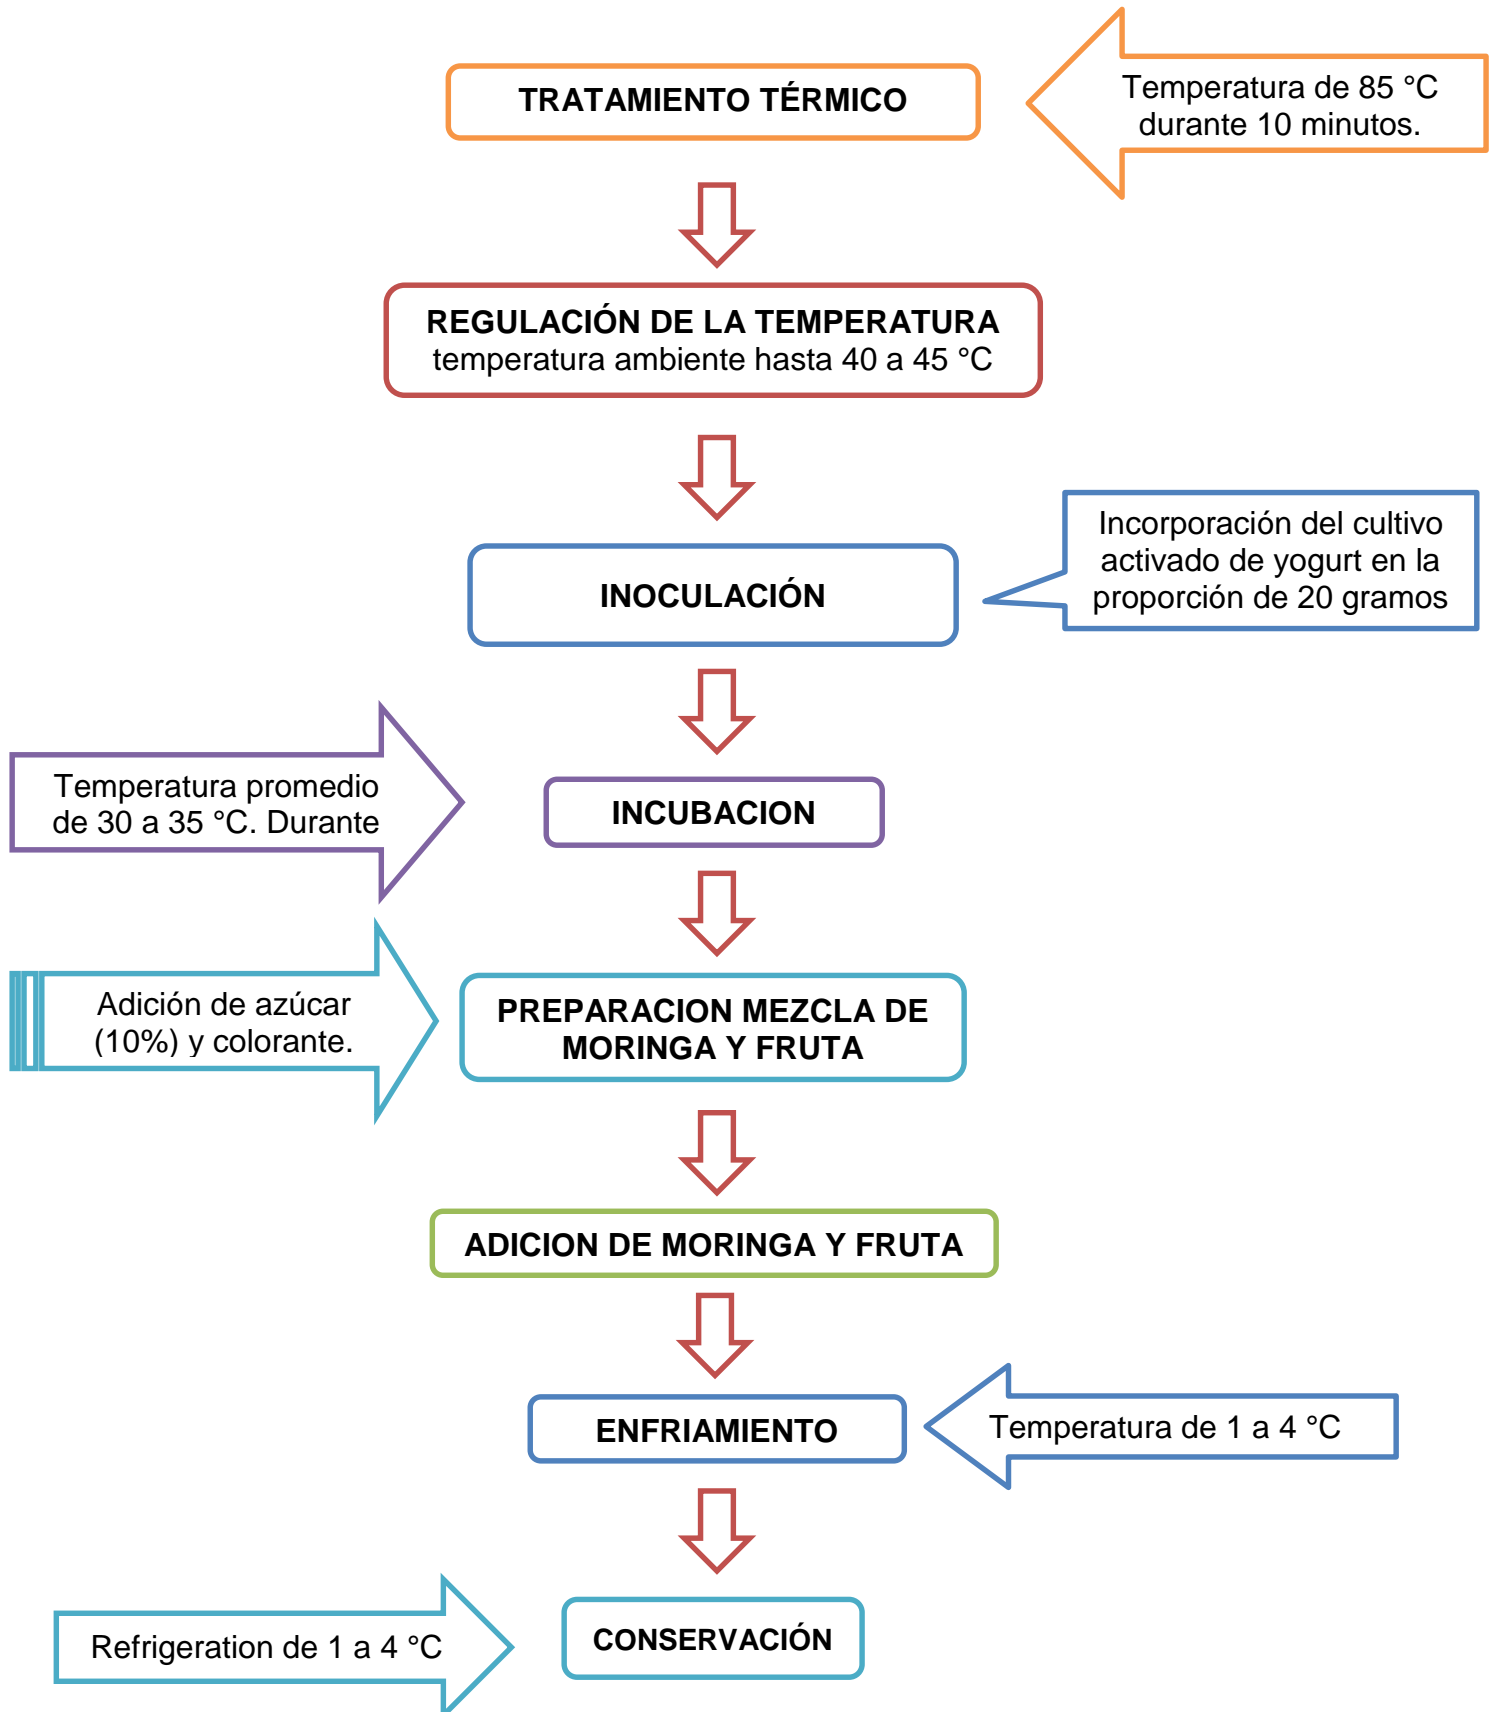 TRATAMIENTO TÉRMICO
Temperatura de 85 °C
durante 10 minutos.
REGULACIÓN DE LA TEMPERATURA
temperatura ambiente hasta 40 a 45 °C
INOCULACIÓN
Incorporación del cultivo
activado de yogurt en la
proporción de 20 gramos
Temperatura promedio
de 30 a 35 °C. Durante
INCUBACION
Adición de azúcar
(10%) y colorante.
PREPARACION MEZCLA DE
MORINGA Y FRUTA
ADICION DE MORINGA Y FRUTA
ENFRIAMIENTO
Temperatura de 1 a 4 °C
Refrigeration de 1 a 4 °C
CONSERVACIÓN